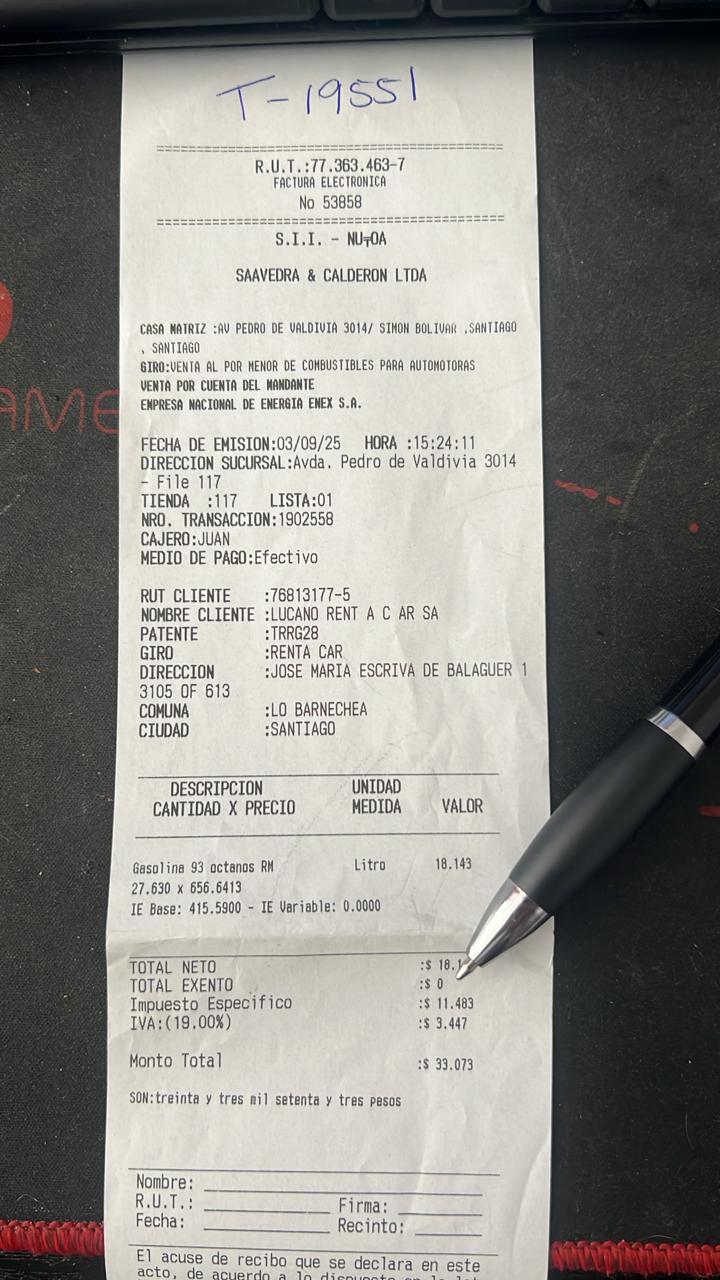 T-19551
R.U.T.:77.363.463-7
FACTURA ELECTRONICA
No 53858
S.I.I. - NUÑOA
SAAVEDRA & CALDERON LTDA
CASA MATRIZ :AV PEDRO DE VALDIVIA 3014/ SIMON BOLIVAR ,SANTIAGO
, SANTIAGO
GIRO:VENTA AL POR MENOR DE COMBUSTIBLES PARA AUTOMOTORAS
VENTA POR CUENTA DEL MANDANTE
EMPRESA NACIONAL DE ENERGIA ENEX S.A.
FECHA DE EMISION:03/09/25 HORA :15:24:11
DIRECCION SUCURSAL:Avda. Pedro de Valdivia 3014
- File 117
TIENDA :117 LISTA:01
NRO. TRANSACCION:1902558
CAJERO:JUAN
MEDIO DE PAGO:Efectivo
RUT CLIENTE :76813177-5
NOMBRE CLIENTE :LUCANO RENT A C AR SA
PATENTE :TRRG28
GIRO :RENTA CAR
DIRECCION :JOSE MARIA ESCRIVA DE BALAGUER 1
3105 OF 613
COMUNA :LO BARNECHEA
CIUDAD :SANTIAGO
DESCRIPCION UNIDAD
CANTIDAD X PRECIO MEDIDA VALOR
Gasolina 93 octanos RM Litro 18.143
27.630 x 656.6413
IE Base: 415.5900 - IE Variable: 0.0000
TOTAL NETO :$ 18.1
TOTAL EXENTO :$ 0
Impuesto Especifico :$ 11.483
IVA:(19.00%) :$ 3.447
Monto Total :$ 33.073
SON:treinta y tres mil setenta y tres pesos
Nombre:
R.U.T.: Firma:
Fecha: Recinto:
El acuse de recibo que se declara en este
acto, de acuerdo a lo dispuesto en la